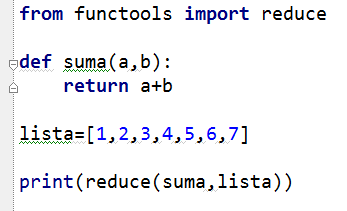 from functools import reduce
def suma(a,b):
return a+b
lista=[1,2,3,4,5,6,7]
print(reduce(suma,lista))